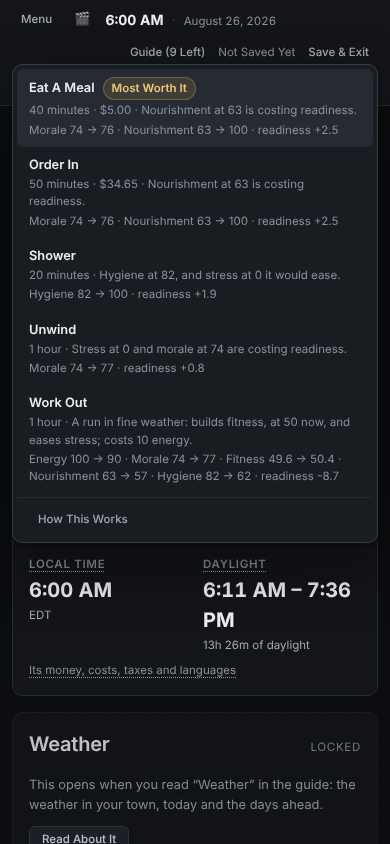 Menu 🎬 6:00 AM · August 26, 2026
Guide (9 Left) Not Saved Yet Save & Exit
Eat A Meal Most Worth It
40 minutes · $5.00 · Nourishment at 63 is costing readiness.
Morale 74 → 76 · Nourishment 63 → 100 · readiness +2.5
Order In
50 minutes · $34.65 · Nourishment at 63 is costing
readiness.
Morale 74 → 76 · Nourishment 63 → 100 · readiness +2.5
Shower
20 minutes · Hygiene at 82, and stress at 0 it would ease.
Hygiene 82 → 100 · readiness +1.9
Unwind
1 hour · Stress at 0 and morale at 74 are costing readiness.
Morale 74 → 77 · readiness +0.8
Work Out
1 hour · A run in fine weather: builds fitness, at 50 now, and
eases stress; costs 10 energy.
Energy 100 → 90 · Morale 74 → 77 · Fitness 49.6 → 50.4 ·
Nourishment 63 → 57 · Hygiene 82 → 62 · readiness -8.7
How This Works
LOCAL TIME DAYLIGHT
6:00 AM 6:11 AM – 7:36
PM
EDT
13h 26m of daylight
Its money, costs, taxes and languages
Weather LOCKED
This opens when you read “Weather” in the guide: the
weather in your town, today and the days ahead.
Read About It